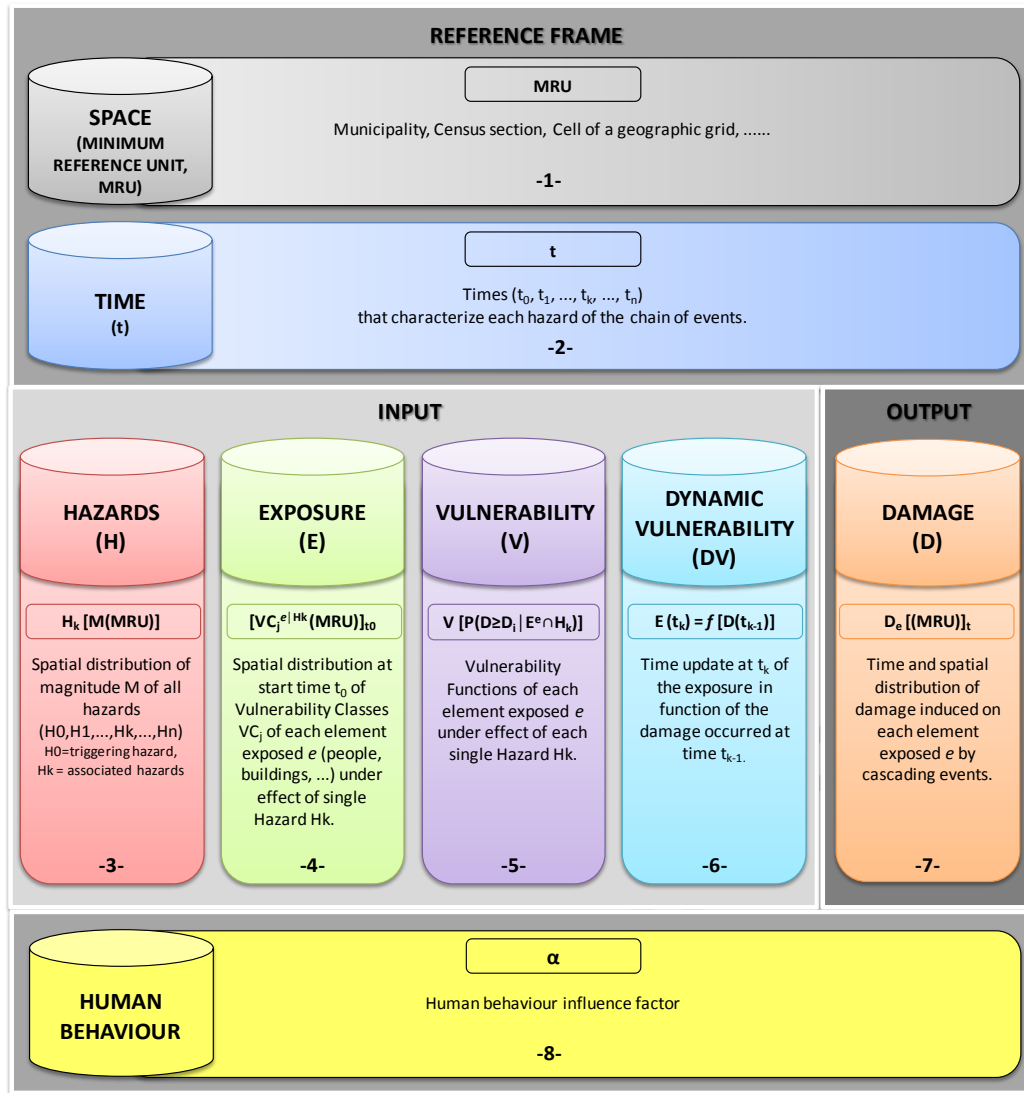 REFERENCE FRAME
SPACE
(MINIMUM
REFERENCE UNIT,
MRU)
MRU
Municipality, Census section, Cell of a geographic grid, ......
-1-
TIME
(t)
t
Times (t₀, t₁, ..., tₖ, ..., tₙ)
that characterize each hazard of the chain of events.
-2-
INPUT
HAZARDS
(H)
Hₖ [M(MRU)]
Spatial distribution of
magnitude M of all
hazards
(H0,H1,...,Hk,...,Hn)
H0=triggering hazard,
Hk = associated hazards
-3-
EXPOSURE
(E)
[VCⱼᵉ|ᴴᵏ(MRU)]t0
Spatial distribution at
start time t₀ of
Vulnerability Classes
VCⱼ of each element
exposed e (people,
buildings, ...) under
effect of single
Hazard Hk.
-4-
VULNERABILITY
(V)
V [P(D≥Dᵢ|Eᵉ∩Hₖ)]
Vulnerability
Functions of each
element exposed e
under effect of each
single Hazard Hk.
-5-
DYNAMIC
VULNERABILITY
(DV)
E (tₖ) = f [D(tₖ₋₁)]
Time update at tₖ of
the exposure in
function of the
damage occurred at
time tₖ₋₁.
-6-
OUTPUT
DAMAGE
(D)
Dₑ [(MRU)]ₜ
Time and spatial
distribution of
damage induced on
each element
exposed e by
cascading events.
-7-
HUMAN
BEHAVIOUR
α
Human behaviour influence factor
-8-